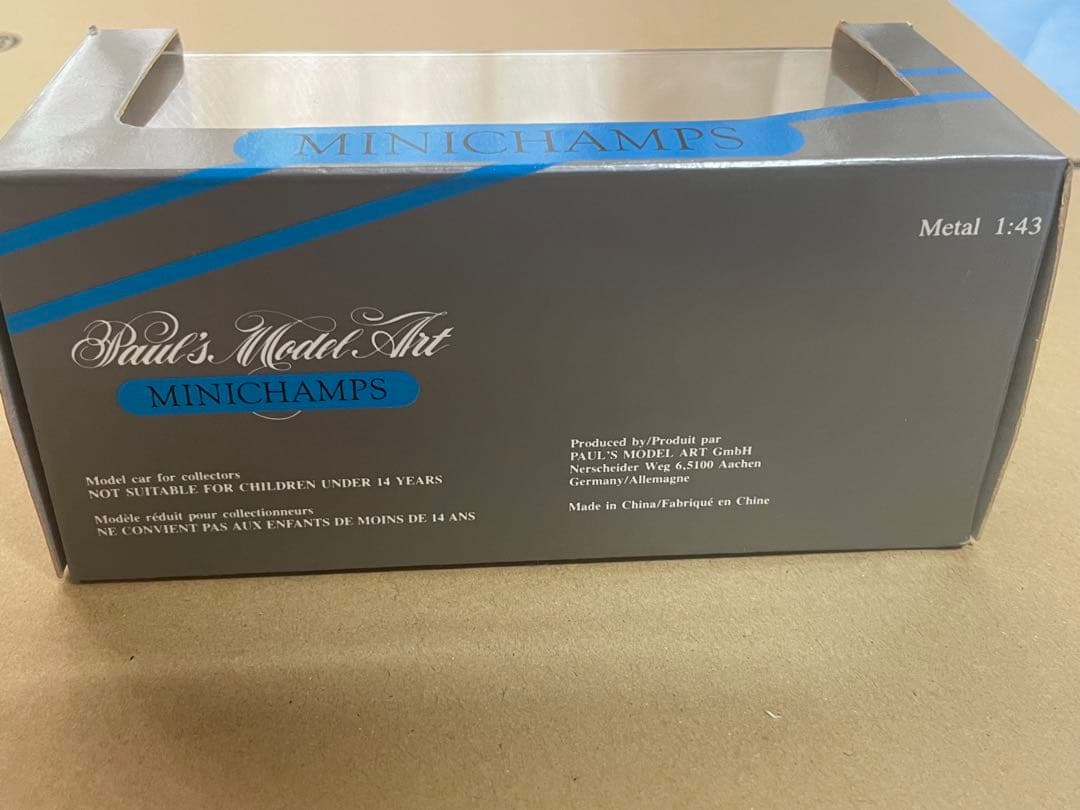 MINICHAMPS
Metal 1:43
Paul's Model Art
MINICHAMPS
Model car for collectors
NOT SUITABLE FOR CHILDREN UNDER 14 YEARS
Modèle réduit pour collectionneurs
NE CONVIENT PAS AUX ENFANTS DE MOINS DE 14 ANS
Produced by/Produit par
PAUL'S MODEL ART GmbH
Nerscheider Weg 6,5100 Aachen
Germany/Allemagne
Made in China/Fabriqué en Chine